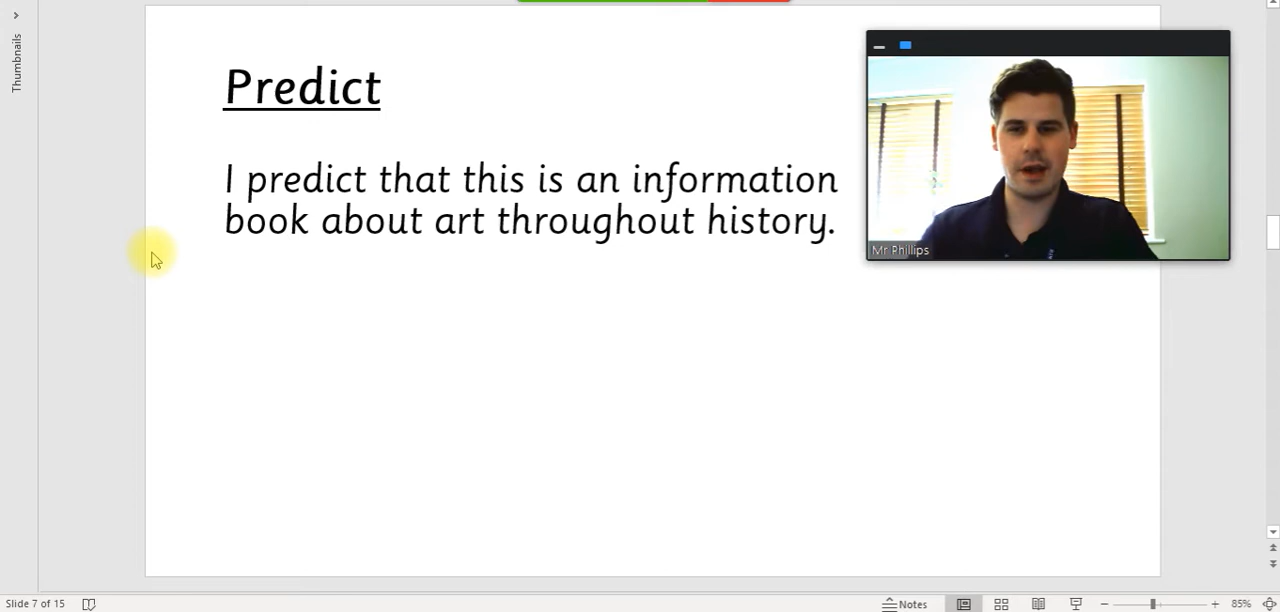 Thumbnails
Predict
I predict that this is an information
book about art throughout history.
Mr Phillips
Slide 7 of 15
Notes
85%